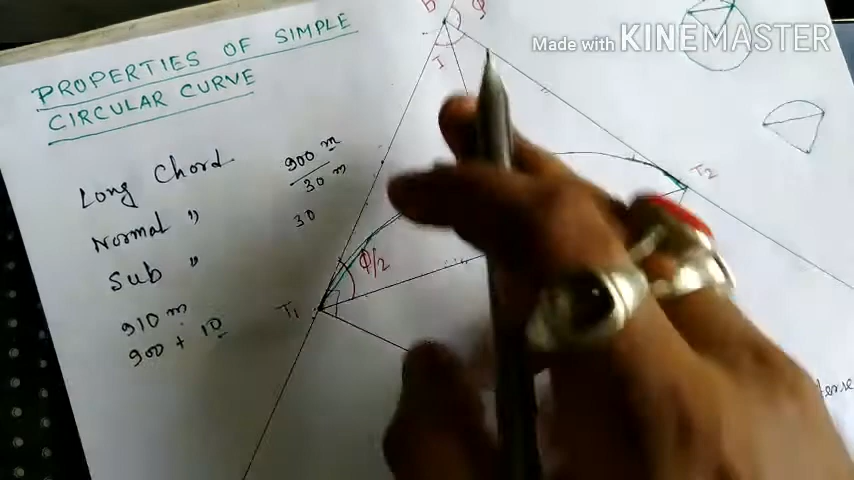 PROPERTIES OF SIMPLE
CIRCULAR CURVE
Long Chord 900 m
30 m
Normal " 30
Sub "
910 m
900 + 10
B
φ
I
T1
φ/2
T2
Made with KINEMASTER